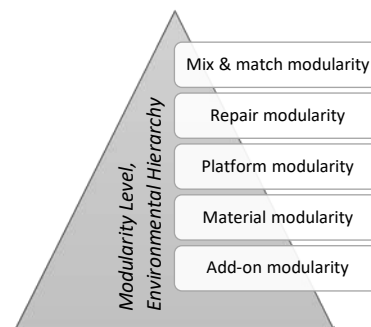 Mix & match modularity
Repair modularity
Platform modularity
Material modularity
Add-on modularity
Modularity Level,
Environmental Hierarchy